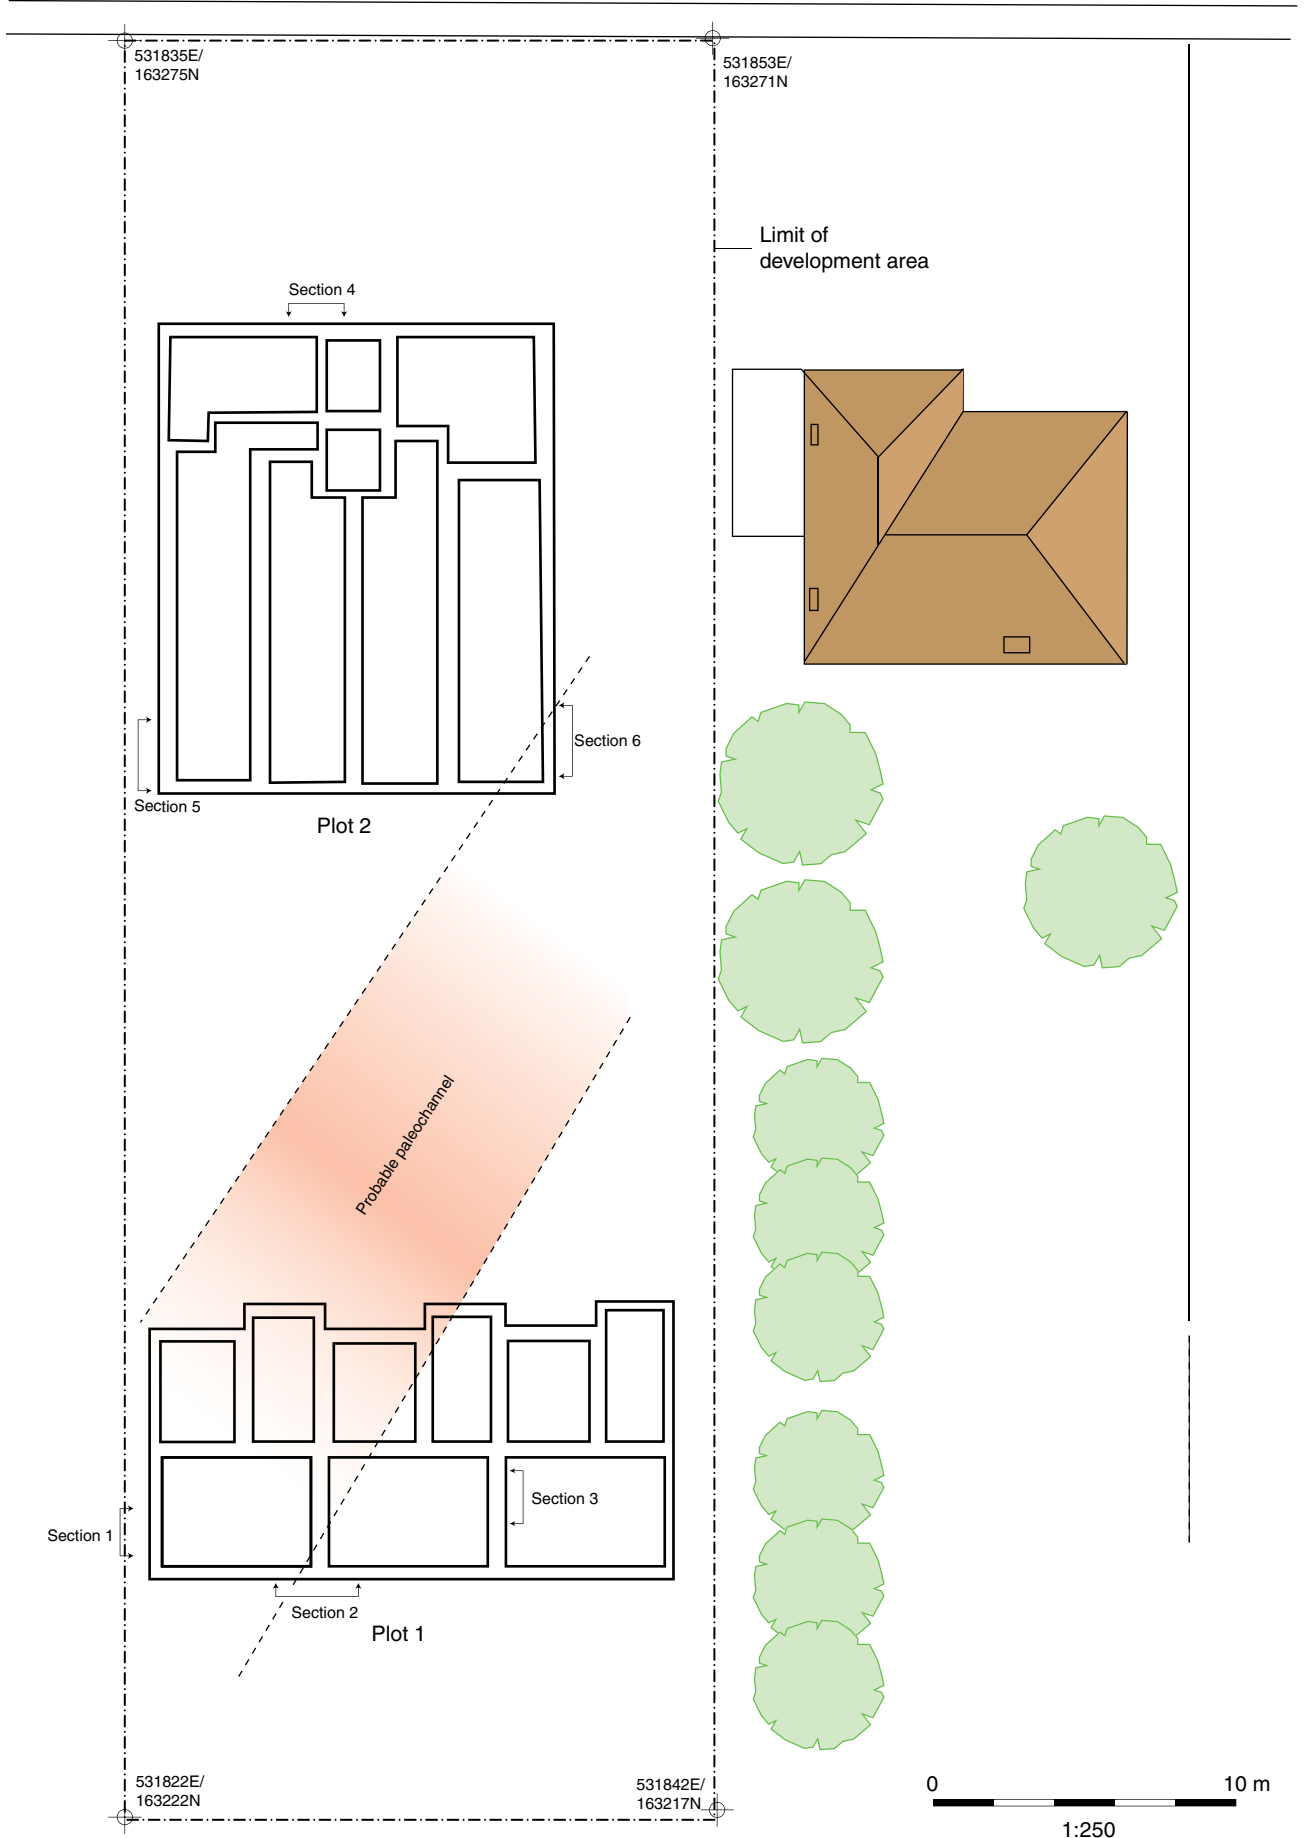 531835E/
163275N
531853E/
163271N
Limit of
development area
Section 4
Section 6
Section 5
Plot 2
Probable paleochannel
Section 3
Section 1
Section 2
Plot 1
531822E/
163222N
531842E/
163217N
0 10 m
1:250